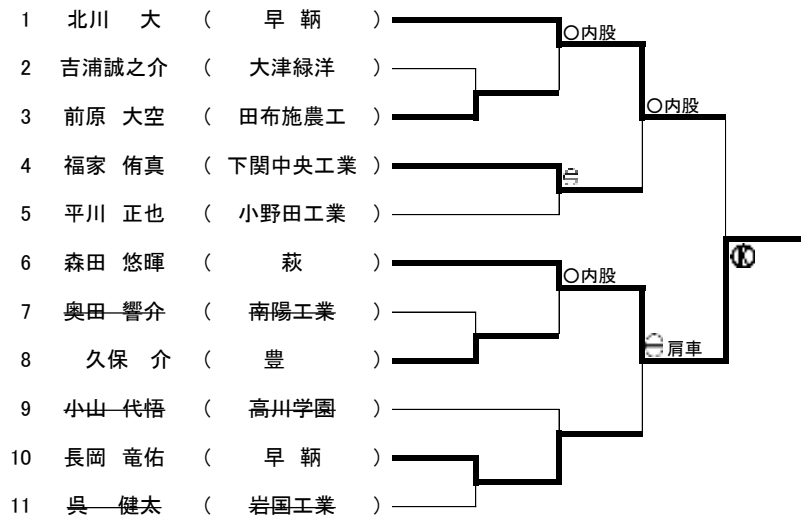 1 北川 大 ( 早 鞆 )
○内股
2 吉浦誠之介 ( 大津緑洋 )
3 前原 大空 ( 田布施農工 )
○内股
4 福家 侑真 ( 下関中央工業 )
5 平川 正也 ( 小野田工業 )
6 森田 悠暉 ( 萩 )
○内股
7 奥田 響介 ( 南陽工業 )
8 久保 介 ( 豊 )
肩車
9 小山 代悟 ( 高川学園 )
10 長岡 竜佑 ( 早 鞆 )
11 呉 健太 ( 岩国工業 )